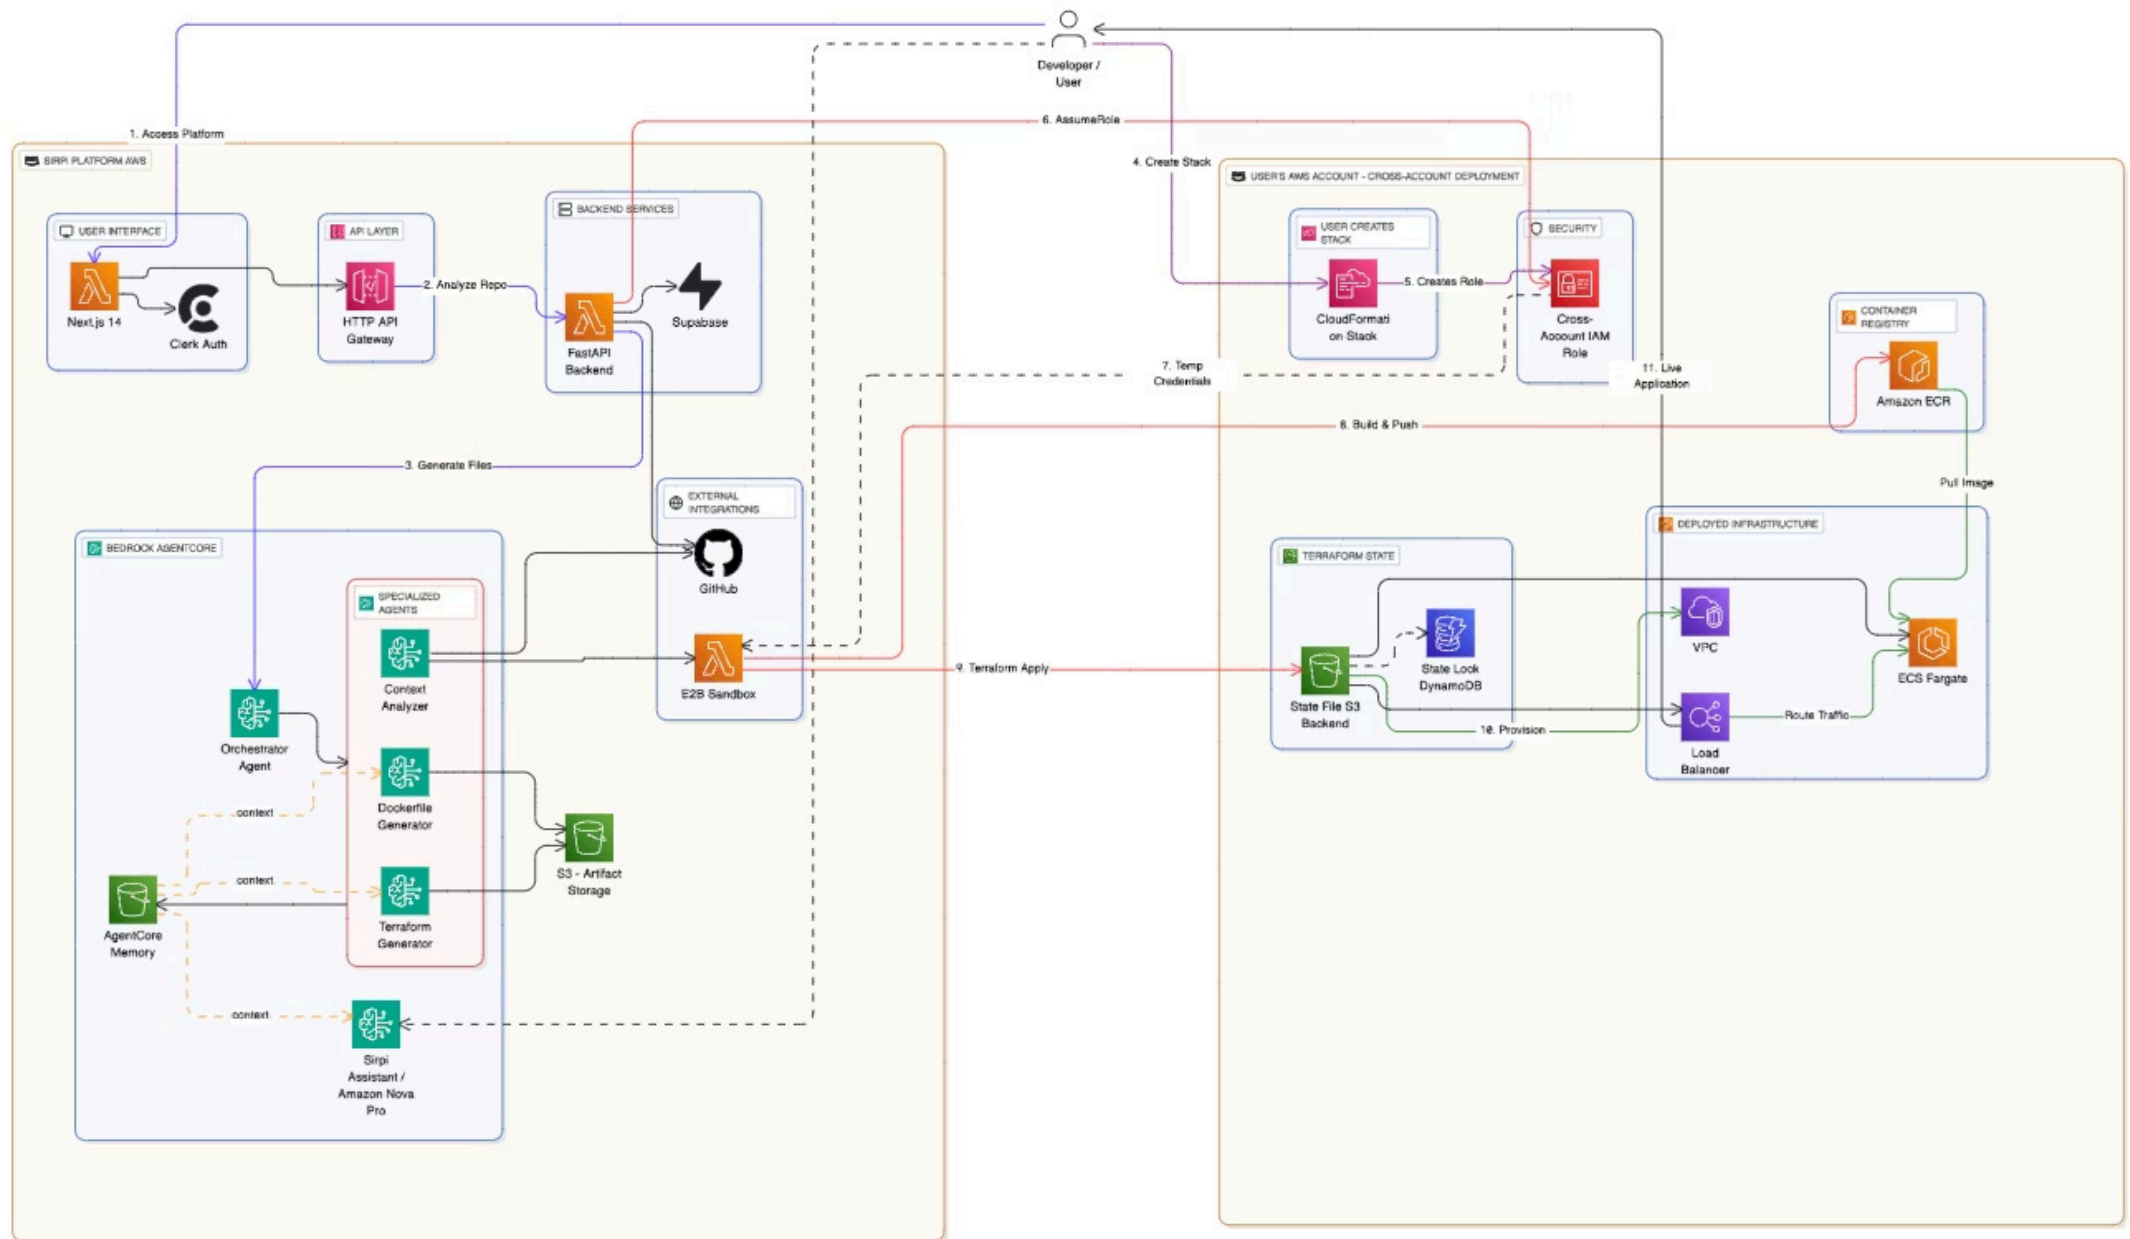 Developer /
User
1. Access Platform
6. AssumeRole
4. Create Stack
SIRPI PLATFORM AWS
USER INTERFACE
Next.js 14
Clerk Auth
API LAYER
HTTP API
Gateway
2. Analyze Repo
BACKEND SERVICES
FastAPI
Backend
Supabase
3. Generate Files
EXTERNAL
INTEGRATIONS
GitHub
E2B Sandbox
BEDROCK AGENTCORE
SPECIALIZED
AGENTS
Context
Analyzer
Orchestrator
Agent
Dockerfile
Generator
context
context
Terraform
Generator
AgentCore
Memory
context
Sirpi
Assistant /
Amazon Nova
Pro
S3 - Artifact
Storage
USER'S AWS ACCOUNT - CROSS-ACCOUNT DEPLOYMENT
USER CREATES
STACK
CloudFormati
on Stack
5. Creates Role
SECURITY
Cross-
Account IAM
Role
7. Temp
Credentials
11. Live
Application
CONTAINER
REGISTRY
Amazon ECR
8. Build & Push
Pull Image
9. Terraform Apply
TERRAFORM STATE
State File S3
Backend
State Lock
DynamoDB
10. Provision
DEPLOYED INFRASTRUCTURE
VPC
ECS Fargate
Load
Balancer
Route Traffic